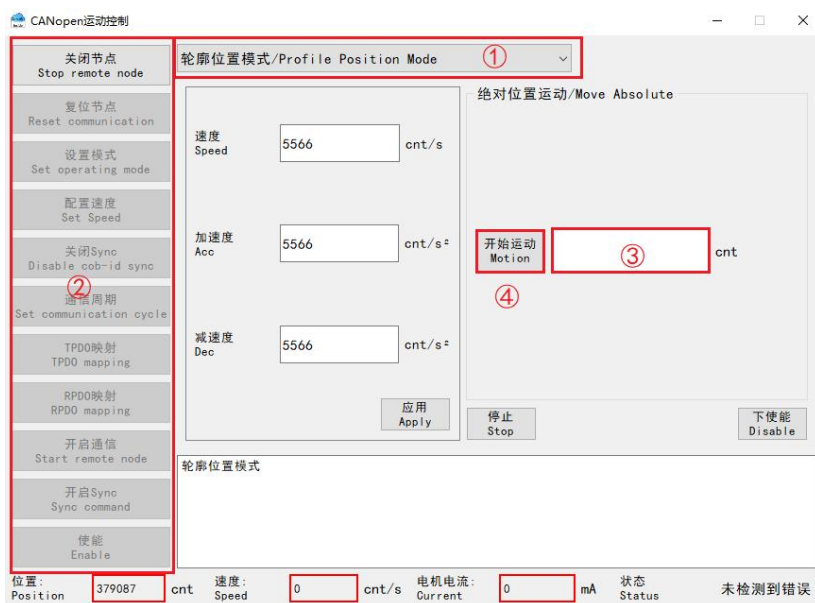 CANopen运动控制
关闭节点
Stop remote node
复位节点
Reset communication
设置模式
Set operating mode
配置速度
Set Speed
关闭Sync
Disable cob-id sync
②
通信周期
Set communication cycle
TPDO映射
TPDO mapping
RPDO映射
RPDO mapping
开启通信
Start remote node
开启Sync
Sync command
使能
Enable
轮廓位置模式/Profile Position Mode ①
速度
Speed
5566 cnt/s
加速度
Acc
5566 cnt/s²
减速度
Dec
5566 cnt/s²
应用
Apply
绝对位置运动/Move Absolute
开始运动
Motion
③ cnt
④
停止
Stop
下使能
Disable
轮廓位置模式
位置:
Position
379087 cnt
速度:
Speed
0 cnt/s
电机电流:
Current
0 mA
状态
Status
未检测到错误